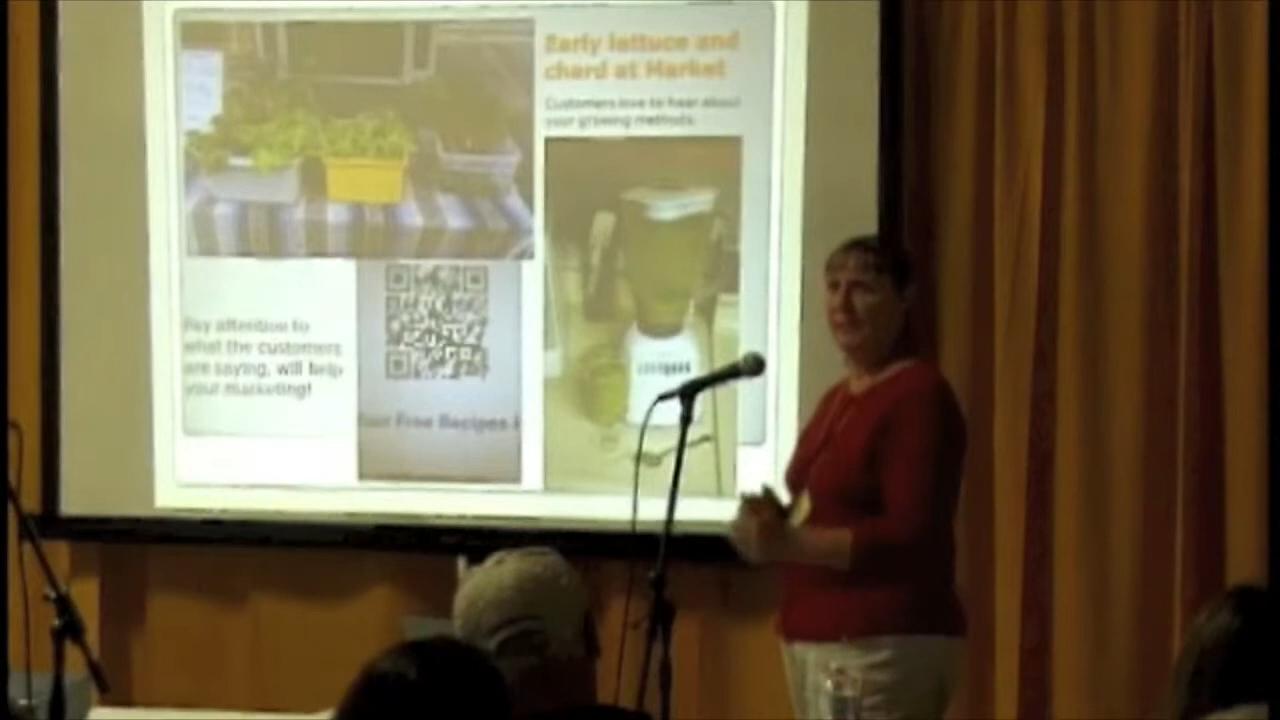 Early lettuce and
chard at Market
Customers love to hear about
your growing methods.
Pay attention to
what the customers
are saying, will help
your marketing!
Free Recipes